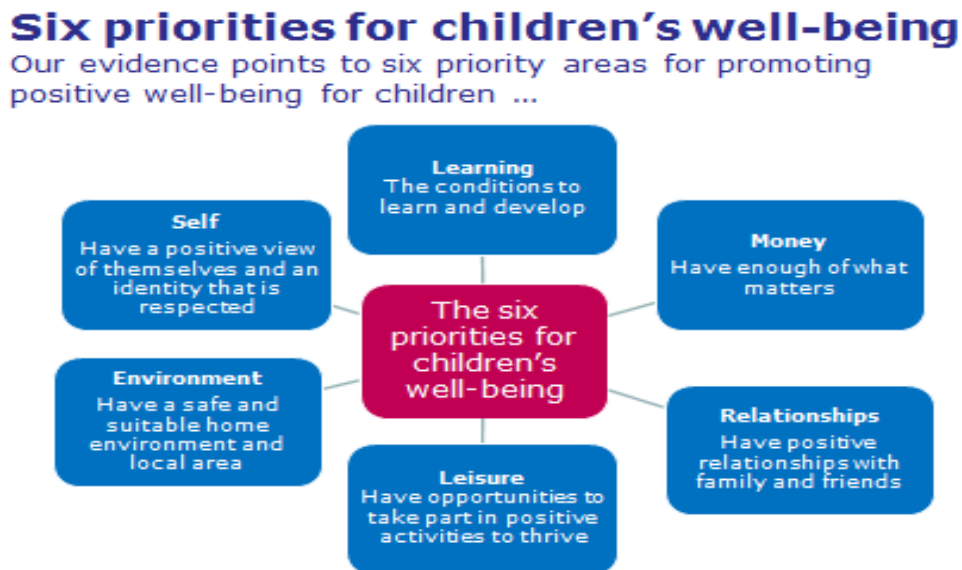 Six priorities for children's well-being
Our evidence points to six priority areas for promoting
positive well-being for children ...
Learning
The conditions to
learn and develop
Self
Have a positive view
of themselves and an
identity that is
respected
Money
Have enough of what
matters
The six
priorities for
children's
well-being
Environment
Have a safe and
suitable home
environment and
local area
Relationships
Have positive
relationships with
family and friends
Leisure
Have opportunities to
take part in positive
activities to thrive